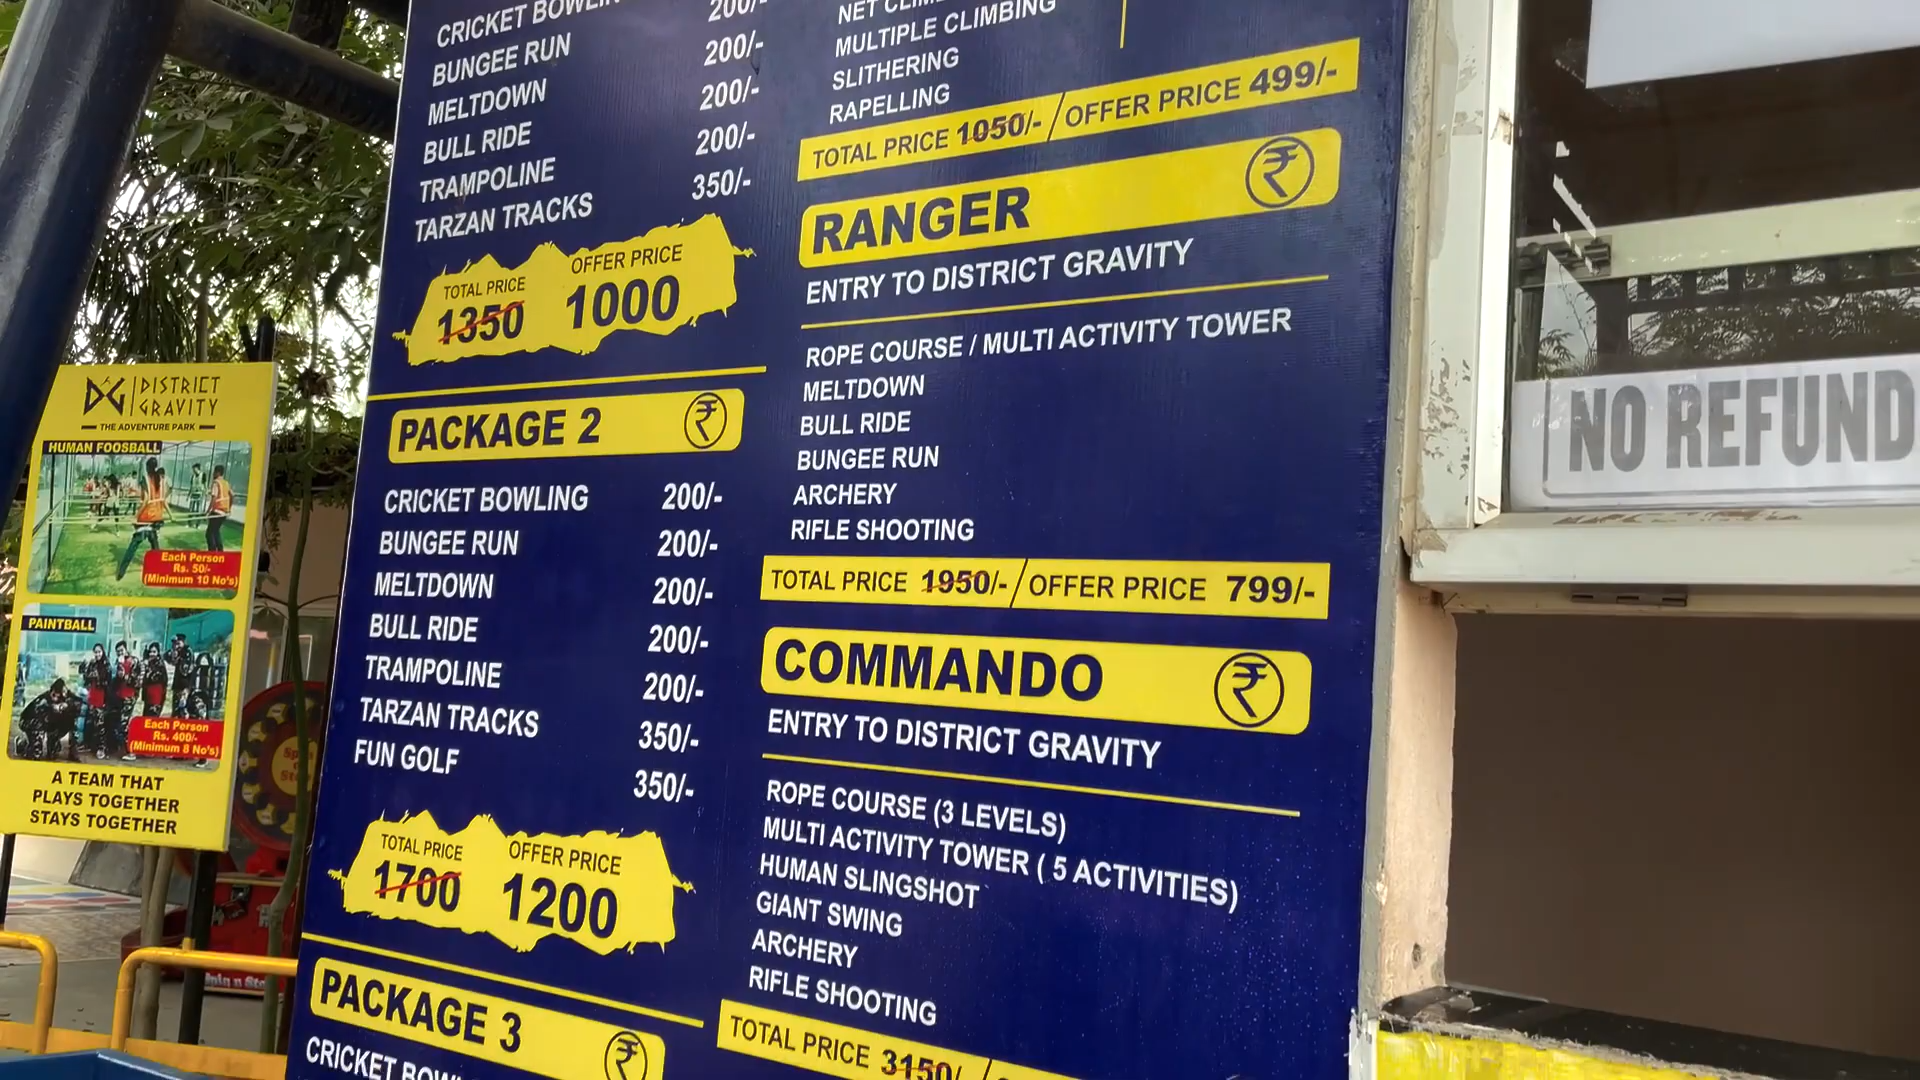 DG DISTRICT
GRAVITY
THE ADVENTURE PARK
HUMAN FOOSBALL
Each Person
Rs. 50/-
(Minimum 10 No's)
PAINTBALL
Each Person
Rs. 400/-
(Minimum 8 No's)
A TEAM THAT
PLAYS TOGETHER
STAYS TOGETHER
CRICKET 200/-
BUNGEE RUN 200/-
MELTDOWN 200/-
BULL RIDE 200/-
TRAMPOLINE 350/-
TARZAN TRACKS
TOTAL PRICE OFFER PRICE
1350 1000
PACKAGE 2 ₹
CRICKET BOWLING 200/-
BUNGEE RUN 200/-
MELTDOWN 200/-
BULL RIDE 200/-
TRAMPOLINE 200/-
TARZAN TRACKS 350/-
FUN GOLF 350/-
TOTAL PRICE OFFER PRICE
1700 1200
PACKAGE 3 ₹
CRICKET
NET
MULTIPLE CLIMBING
SLITHERING
RAPELLING
TOTAL PRICE 1050/- / OFFER PRICE 499/-
RANGER ₹
ENTRY TO DISTRICT GRAVITY
ROPE COURSE / MULTI ACTIVITY TOWER
MELTDOWN
BULL RIDE
BUNGEE RUN
ARCHERY
RIFLE SHOOTING
TOTAL PRICE 1950/- / OFFER PRICE 799/-
COMMANDO ₹
ENTRY TO DISTRICT GRAVITY
ROPE COURSE (3 LEVELS)
MULTI ACTIVITY TOWER ( 5 ACTIVITIES)
HUMAN SLINGSHOT
GIANT SWING
ARCHERY
RIFLE SHOOTING
TOTAL PRICE 3150/
NO REFUND